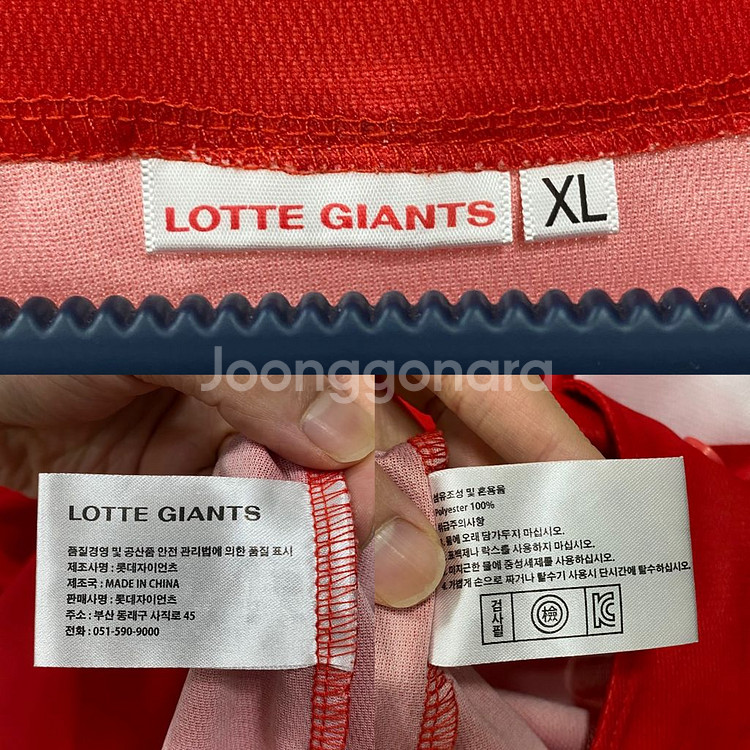 LOTTE GIANTS
XL
Joonggonara
LOTTE GIANTS
품질경영 및 공산품 안전 관리법에 의한 품질 표시
제조사명 : 롯데자이언츠
제조국 : MADE IN CHINA
판매사명 : 롯데자이언츠
주소 : 부산 동래구 사직로 45
전화 : 051-590-9000
섬유조성 및 혼용율
Polyester 100%
취급주의사항
1. 물에 오래 담가두지 마십시오.
2. 표백제나 락스를 사용하지 마십시오.
3. 미지근한 물에 중성세제를 사용하십시오.
4. 가볍게 손으로 짜거나 탈수기 사용시 단시간에 탈수하십시오.
검사필
檢
KC